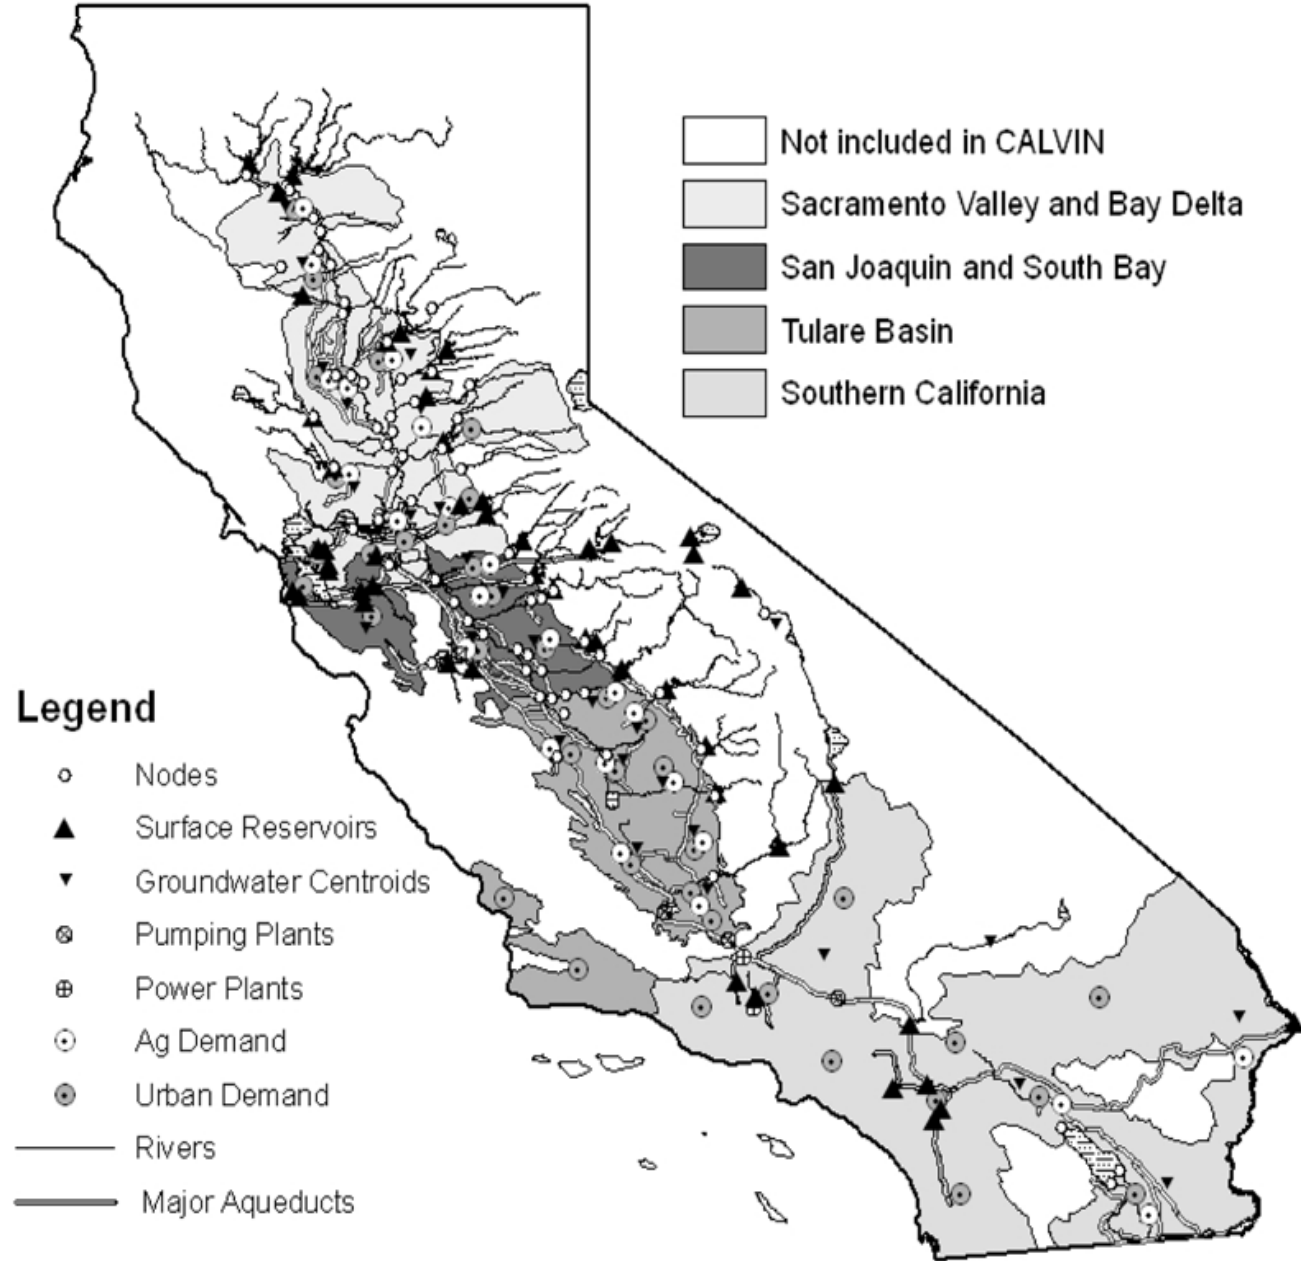 Not included in CALVIN
Sacramento Valley and Bay Delta
San Joaquin and South Bay
Tulare Basin
Southern California
Legend
Nodes
Surface Reservoirs
Groundwater Centroids
Pumping Plants
Power Plants
Ag Demand
Urban Demand
Rivers
Major Aqueducts